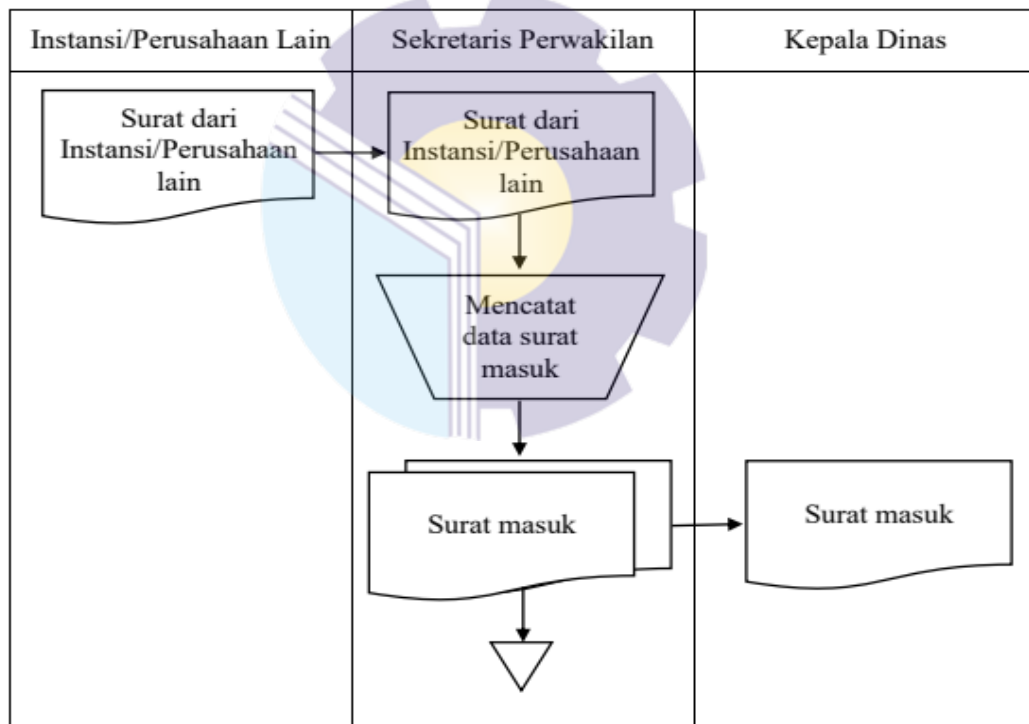 Instansi/Perusahaan Lain
Sekretaris Perwakilan
Kepala Dinas
Surat dari
Instansi/Perusahaan
lain
Surat dari
Instansi/Perusahaan
lain
Mencatat
data surat
masuk
Surat masuk
Surat masuk